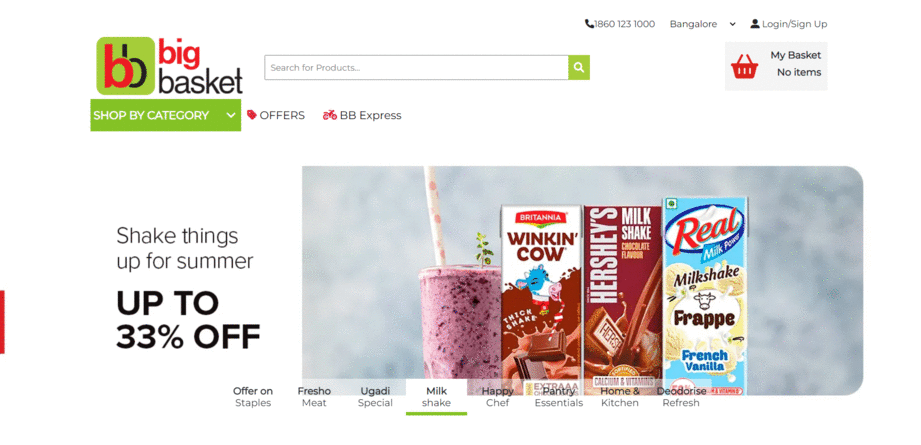 1860 123 1000
Bangalore
Login/Sign Up
bb
big
basket
Search for Products...
My Basket
No items
SHOP BY CATEGORY
OFFERS
BB Express
Shake things
up for summer
UP TO
33% OFF
BRITANNIA
WINKIN'
COW
THICK
SHAKE
HERSHEY'S
MILK
SHAKE
CHOCOLATE
FLAVOUR
CALCIUM & VITAMINS
Real
Milk Power
Milkshake
Frappe
French
Vanilla
Offer on
Staples
Fresho
Meat
Ugadi
Special
Milk
shake
Happy
Chef
Pantry
Essentials
Home &
Kitchen
Deodorise
Refresh